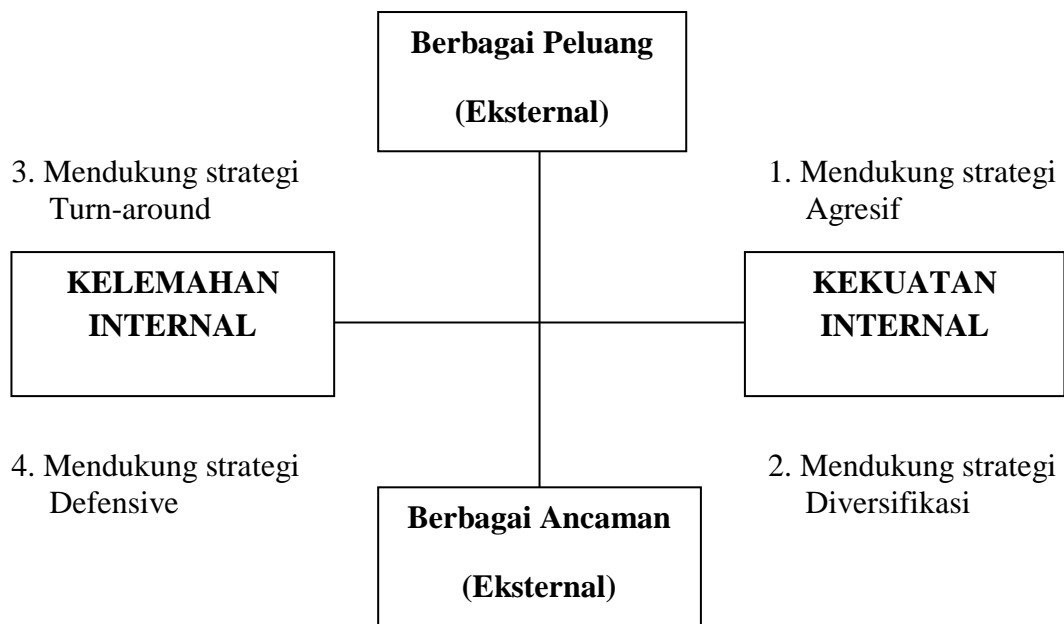 Berbagai Peluang
(Eksternal)
3. Mendukung strategi
Turn-around
1. Mendukung strategi
Agresif
KELEMAHAN
INTERNAL
KEKUATAN
INTERNAL
4. Mendukung strategi
Defensive
2. Mendukung strategi
Diversifikasi
Berbagai Ancaman
(Eksternal)